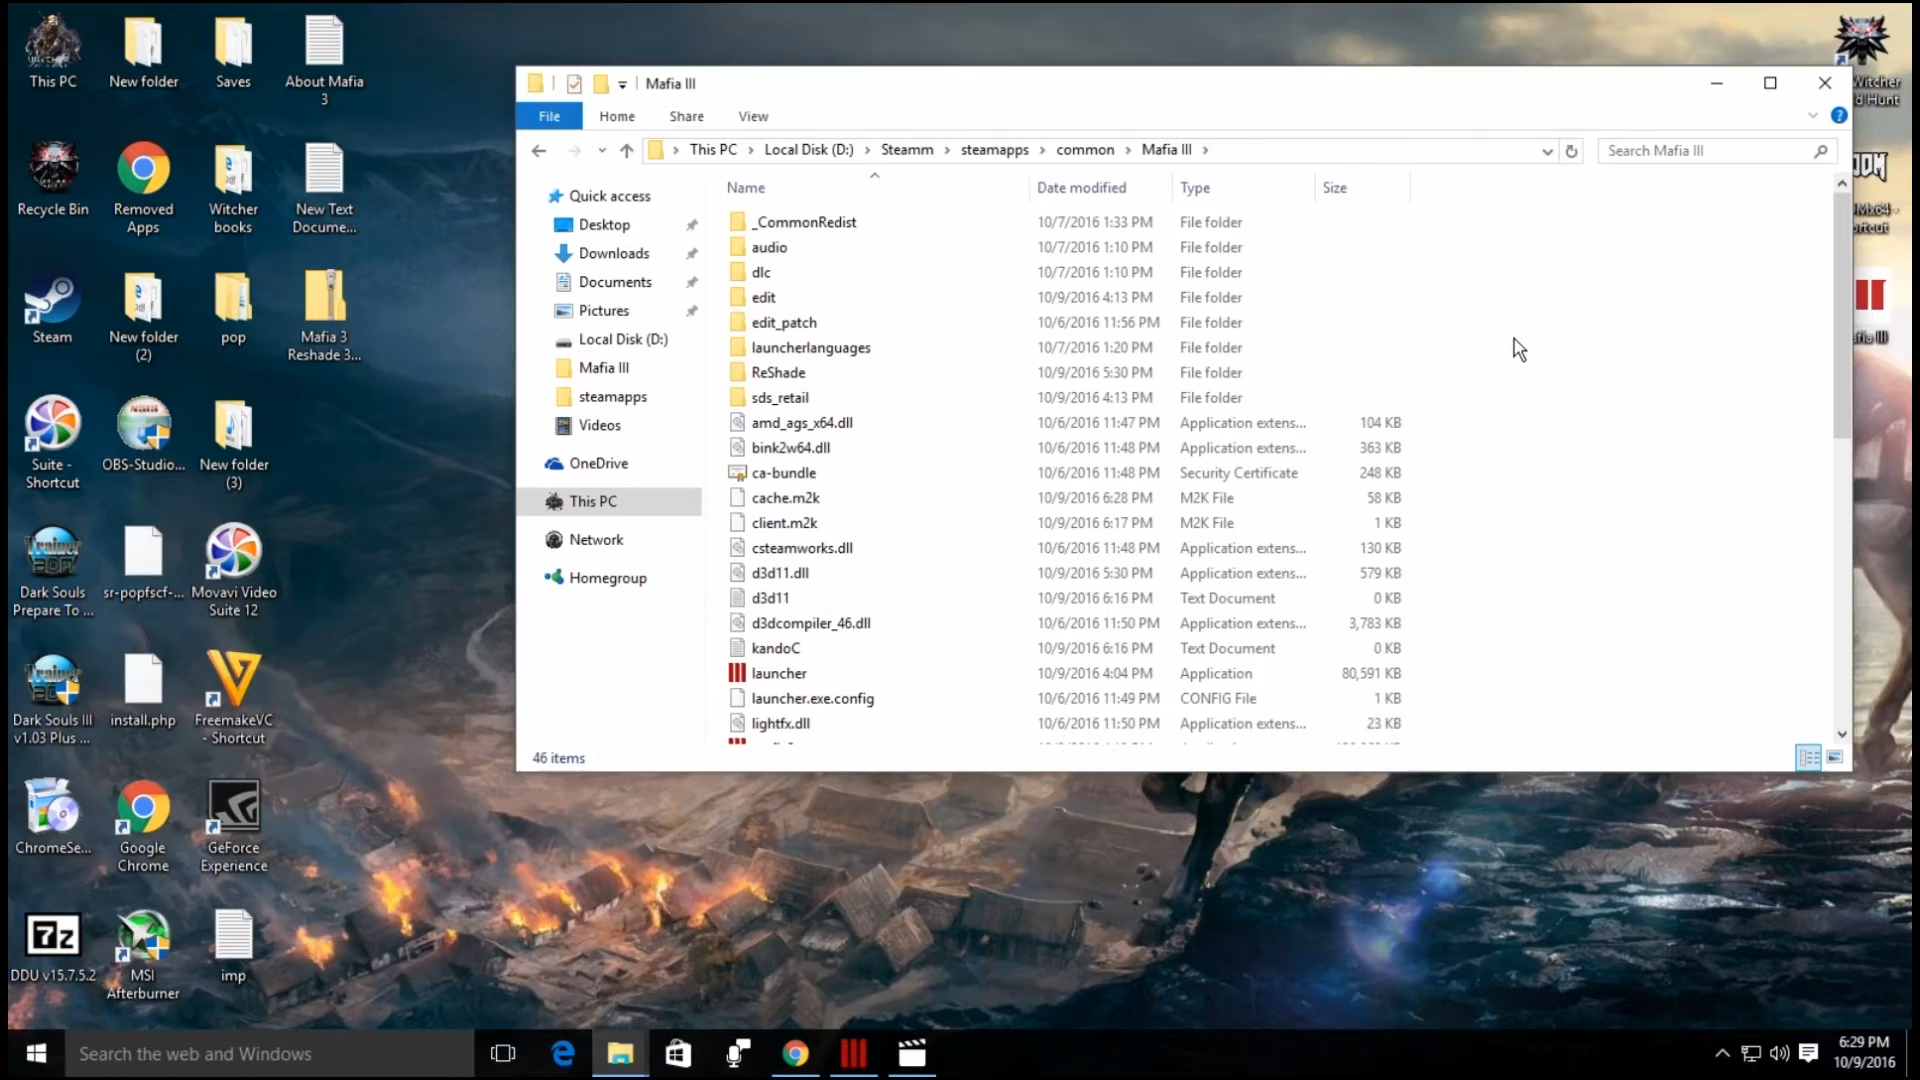 This PC
New folder
Saves
About Mafia
3
Recycle Bin
Removed
Apps
Witcher
books
New Text
Docume...
Steam
New folder
(2)
pop
Mafia 3
Reshade 3...
Suite -
Shortcut
OBS-Studio...
New folder
(3)
Dark Souls
Prepare To ...
sr-popfscf-...
Movavi Video
Suite 12
Dark Souls III
v1.03 Plus ...
install.php
FreemakeVC
- Shortcut
ChromeSe...
Google
Chrome
GeForce
Experience
7z
DDU v15.7.5.2
MSI
Afterburner
imp
Mafia III
File Home Share View
This PC Local Disk (D:) Steamm steamapps common Mafia III
Search Mafia III
Quick access
Desktop
Downloads
Documents
Pictures
Local Disk (D:)
Mafia III
steamapps
Videos
OneDrive
This PC
Network
Homegroup
Name Date modified Type Size
_CommonRedist 10/7/2016 1:33 PM File folder
audio 10/7/2016 1:10 PM File folder
dlc 10/7/2016 1:10 PM File folder
edit 10/9/2016 4:13 PM File folder
edit_patch 10/6/2016 11:56 PM File folder
launcherlanguages 10/7/2016 1:20 PM File folder
ReShade 10/9/2016 5:30 PM File folder
sds_retail 10/9/2016 4:13 PM File folder
amd_ags_x64.dll 10/6/2016 11:47 PM Application extens... 104 KB
bink2w64.dll 10/6/2016 11:48 PM Application extens... 363 KB
ca-bundle 10/6/2016 11:48 PM Security Certificate 248 KB
cache.m2k 10/9/2016 6:28 PM M2K File 58 KB
client.m2k 10/9/2016 6:17 PM M2K File 1 KB
csteamworks.dll 10/6/2016 11:48 PM Application extens... 130 KB
d3d11.dll 10/9/2016 5:30 PM Application extens... 579 KB
d3d11 10/9/2016 6:16 PM Text Document 0 KB
d3dcompiler_46.dll 10/6/2016 11:50 PM Application extens... 3,783 KB
kandoC 10/9/2016 6:16 PM Text Document 0 KB
launcher 10/9/2016 4:04 PM Application 80,591 KB
launcher.exe.config 10/6/2016 11:49 PM CONFIG File 1 KB
lightfx.dll 10/6/2016 11:50 PM Application extens... 23 KB
46 items
Witcher
Hunt
Search the web and Windows
6:29 PM
10/9/2016